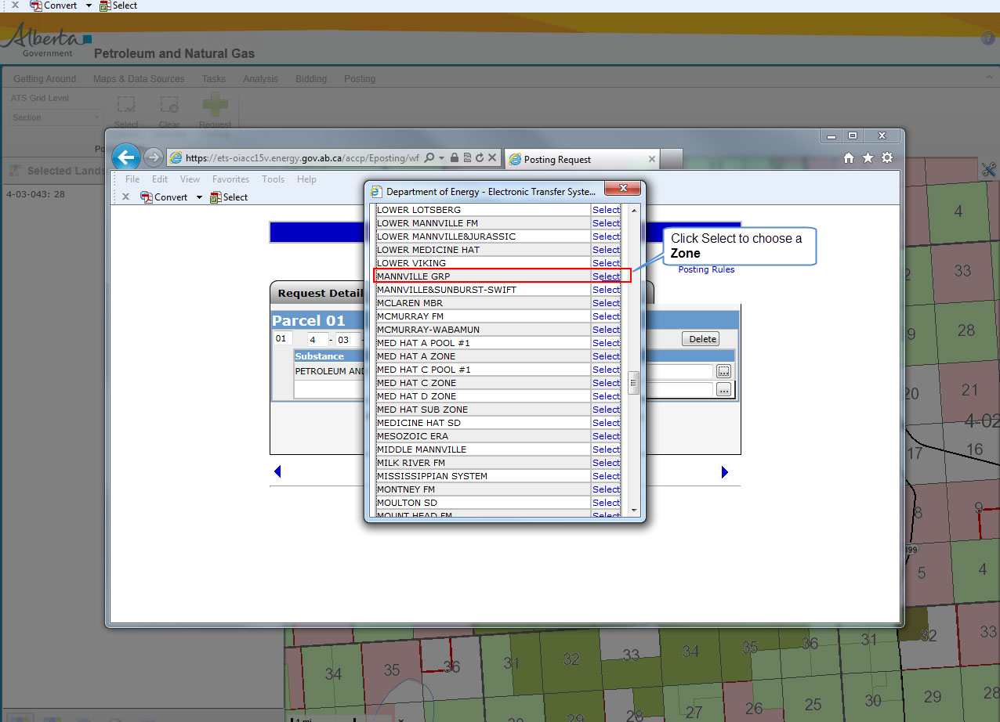 Convert Select
Alberta
Government
Petroleum and Natural Gas
?
Getting Around Maps & Data Sources Tasks Analysis Bidding Posting
ATS Grid Level
Section
Select Clear Request
Selected Lands
4-03-043: 28
https://ets-oiacc15v.energy.gov.ab.ca/accp/Eposting/wf
Posting Request
File Edit View Favorites Tools Help
Convert Select
Department of Energy - Electronic Transfer Syste...
LOWER LOTSBERG Select
LOWER MANNVILLE FM Select
LOWER MANNVILLE&JURASSIC Select
LOWER MEDICINE HAT Select
LOWER VIKING Select
MANNVILLE GRP Select
MANNVILLE&SUNBURST-SWIFT Select
MCLAREN MBR Select
MCMURRAY FM Select
MCMURRAY-WABAMUN Select
MED HAT A POOL #1 Select
MED HAT A ZONE Select
MED HAT C POOL #1 Select
MED HAT C ZONE Select
MED HAT D ZONE Select
MED HAT SUB ZONE Select
MEDICINE HAT SD Select
MESOZOIC ERA Select
MIDDLE MANNVILLE Select
MILK RIVER FM Select
MISSISSIPPIAN SYSTEM Select
MONTNEY FM Select
MOULTON SD Select
MOUNT HEAD FM Select
Click Select to choose a
Zone
Posting Rules
Request Detail
Parcel 01
01 4 - 03 -
Delete
Substance
PETROLEUM AND
...
...
4
33
28
21
20
4-02
17 16
8 9
5 4
34 35 36 31 32 33 34 35 36 31 32 33
29 28 27 26 25 30 29 28
1 mi